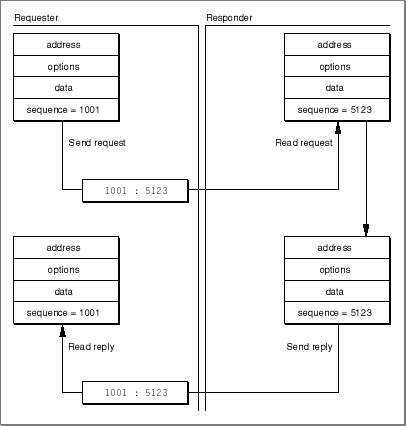 Requester
Responder
address
options
data
sequence = 1001
address
options
data
sequence = 5123
Send request
Read request
1001 : 5123
address
options
data
sequence = 1001
address
options
data
sequence = 5123
Read reply
Send reply
1001 : 5123